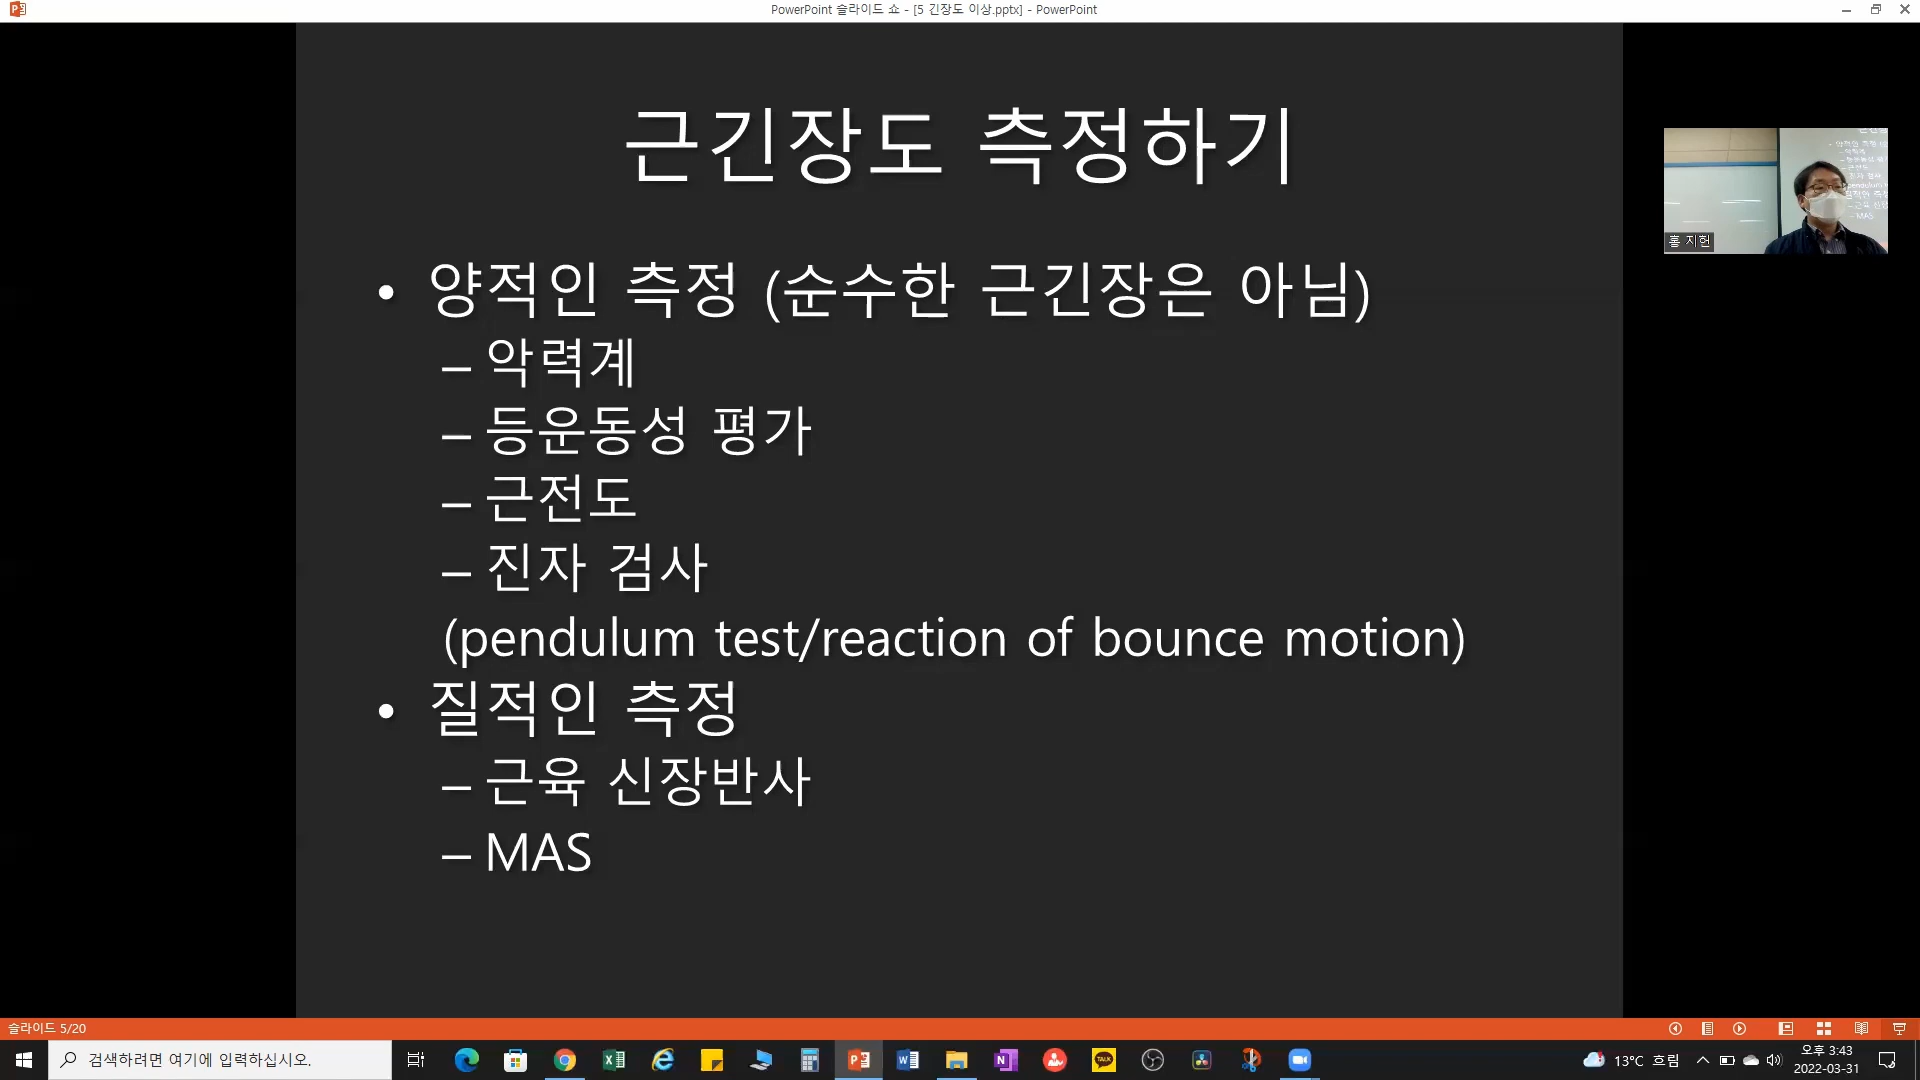 PowerPoint 슬라이드 쇼 - [5 긴장도 이상.pptx] - PowerPoint
근긴장도 측정하기
• 양적인 측정 (순수한 근긴장은 아님)
– 악력계
– 등운동성 평가
– 근전도
– 진자 검사
(pendulum test/reaction of bounce motion)
• 질적인 측정
– 근육 신장반사
– MAS
홍 지헌
슬라이드 5/20
검색하려면 여기에 입력하십시오.
13°C 흐림
오후 3:43
2022-03-31